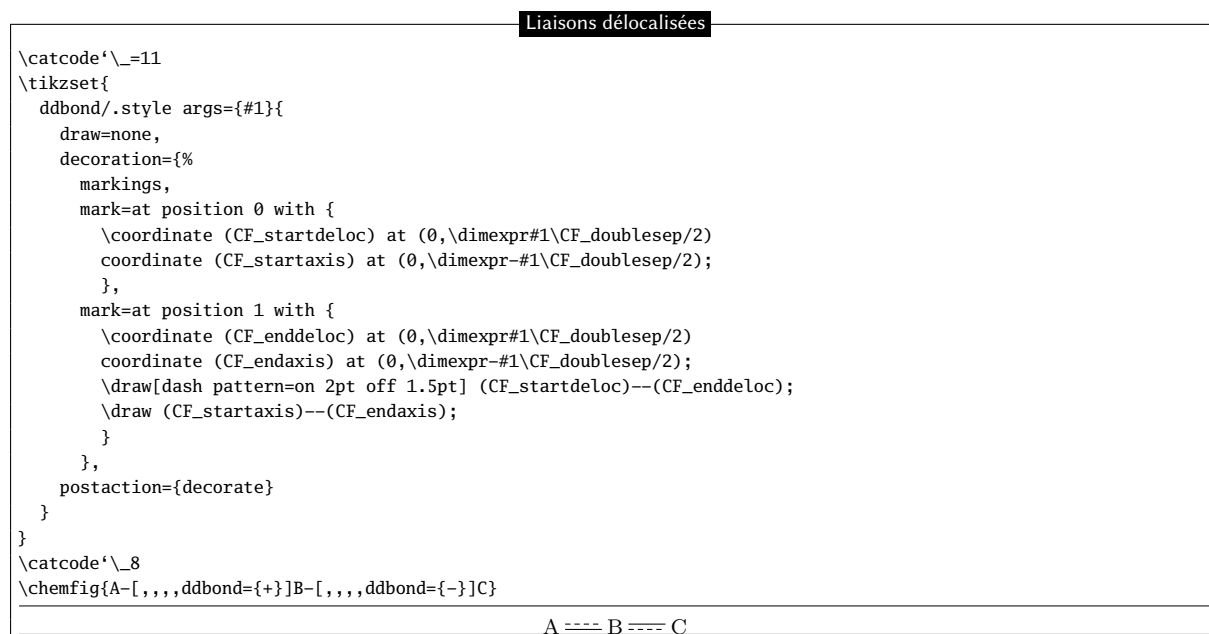 Liaisons délocalisées
\catcode‘\_=11
\tikzset{
  ddbond/.style args={#1}{
    draw=none,
    decoration={%
      markings,
      mark=at position 0 with {
        \coordinate (CF_startdeloc) at (0,\dimexpr#1\CF_doublesep/2)
        coordinate (CF_startaxis) at (0,\dimexpr-#1\CF_doublesep/2);
        },
      mark=at position 1 with {
        \coordinate (CF_enddeloc) at (0,\dimexpr#1\CF_doublesep/2)
        coordinate (CF_endaxis) at (0,\dimexpr-#1\CF_doublesep/2);
        \draw[dash pattern=on 2pt off 1.5pt] (CF_startdeloc)--(CF_enddeloc);
        \draw (CF_startaxis)--(CF_endaxis);
        }
      },
    postaction={decorate}
  }
}
\catcode‘\_8
\chemfig{A-[,,,,ddbond={+}]B-[,,,,ddbond={-}]C}
A B C